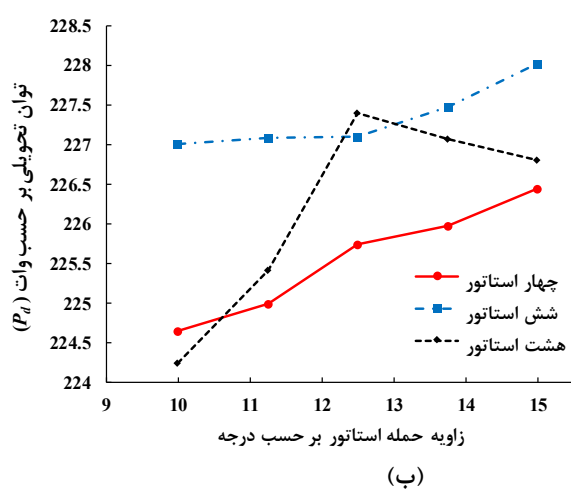 توان تحویلی بر حسب وات (Pd)
228.5
228
227.5
227
226.5
226
225.5
225
224.5
224
9 10 11 12 13 14 15
چهار استاتور
شش استاتور
هشت استاتور
زاویه حمله استاتور بر حسب درجه
(ب)